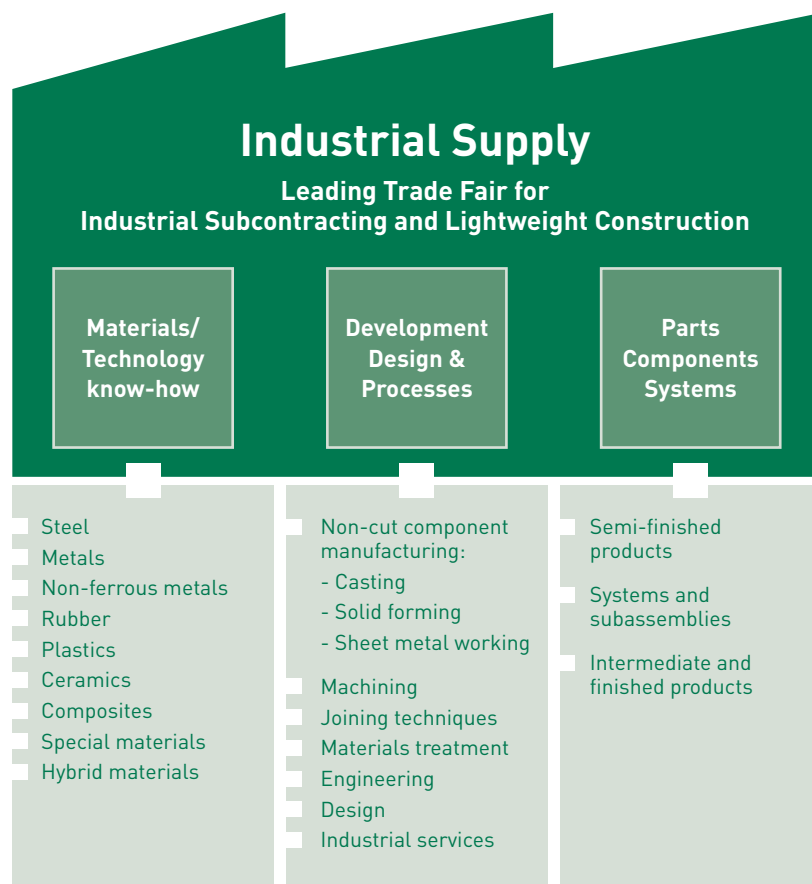 Industrial Supply
Leading Trade Fair for
Industrial Subcontracting and Lightweight Construction
Materials/
Technology
know-how
Development
Design &
Processes
Parts
Components
Systems
Steel
Metals
Non-ferrous metals
Rubber
Plastics
Ceramics
Composites
Special materials
Hybrid materials
Non-cut component
manufacturing:
- Casting
- Solid forming
- Sheet metal working
Machining
Joining techniques
Materials treatment
Engineering
Design
Industrial services
Semi-finished
products
Systems and
subassemblies
Intermediate and
finished products